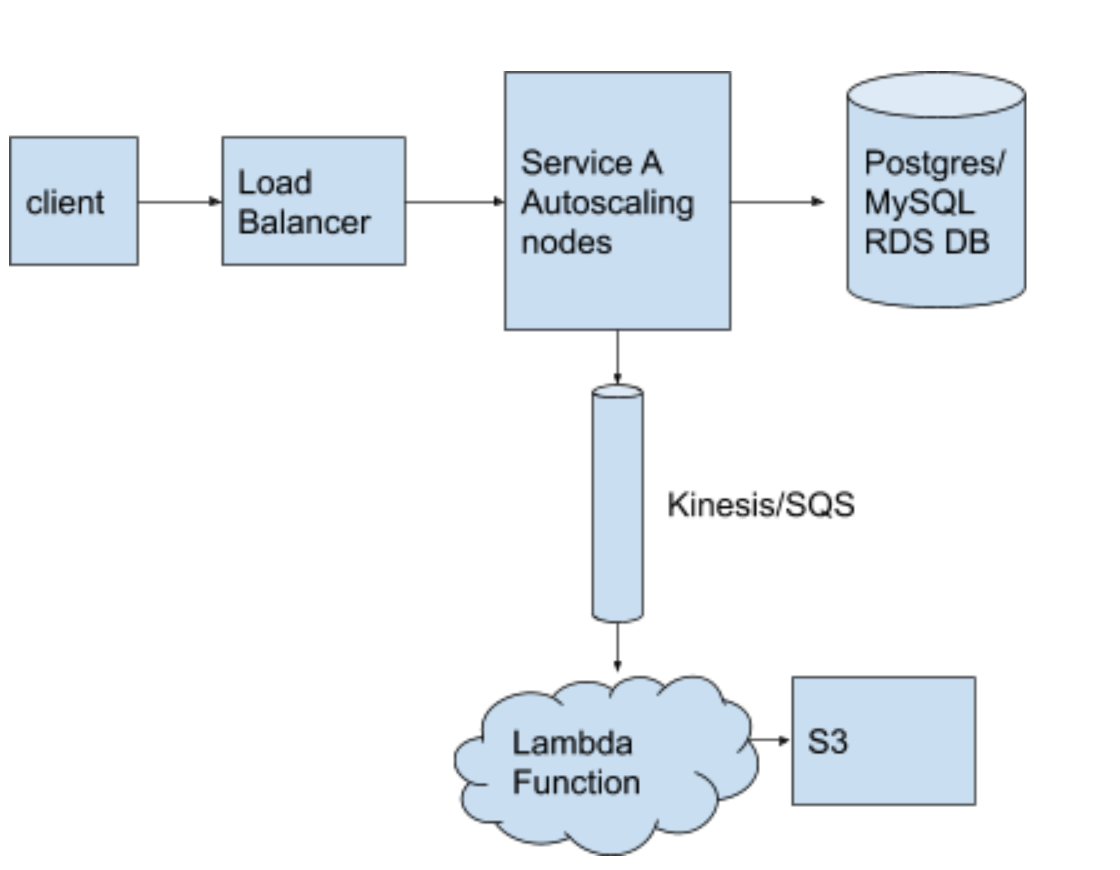 client
Load
Balancer
Service A
Autoscaling
nodes
Postgres/
MySQL
RDS DB
Kinesis/SQS
Lambda
Function
S3